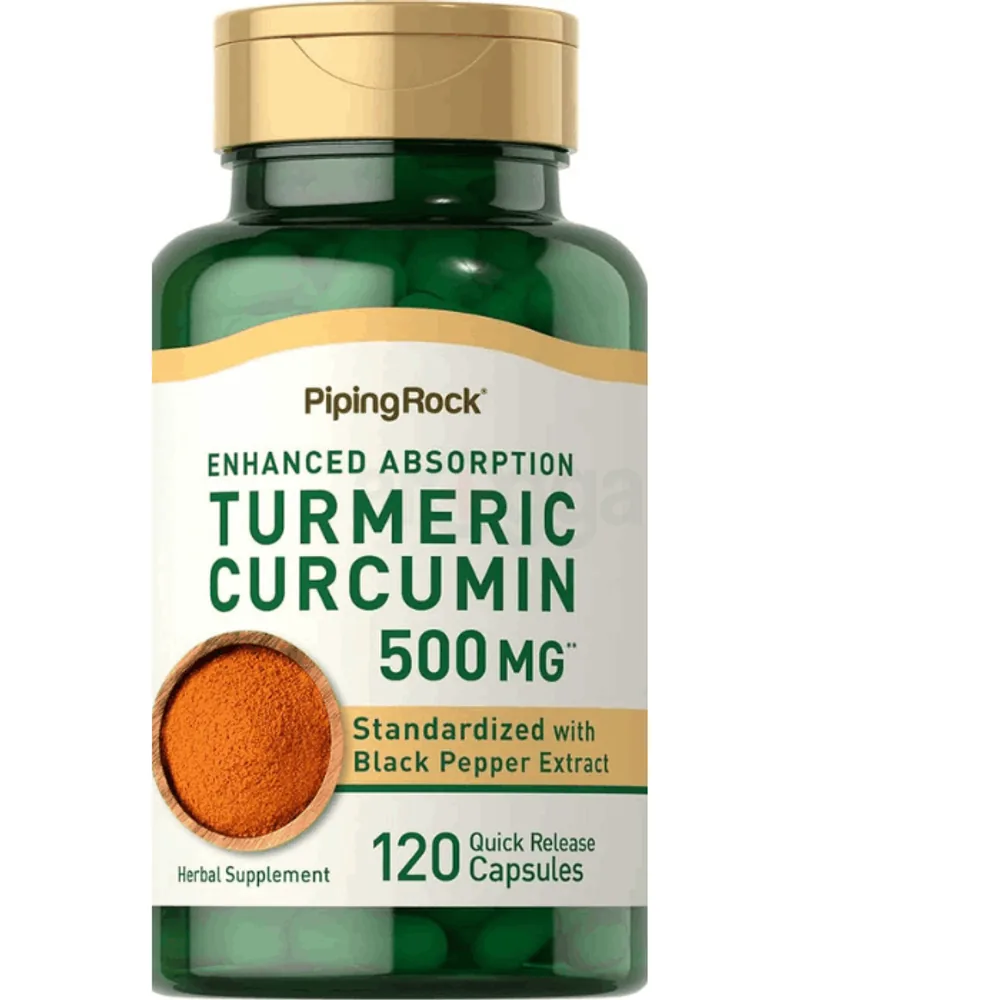 PipingRock®
ENHANCED ABSORPTION
TURMERIC
CURCUMIN
500 MG**
Standardized with
Black Pepper Extract
120 Quick Release
Capsules
Herbal Supplement